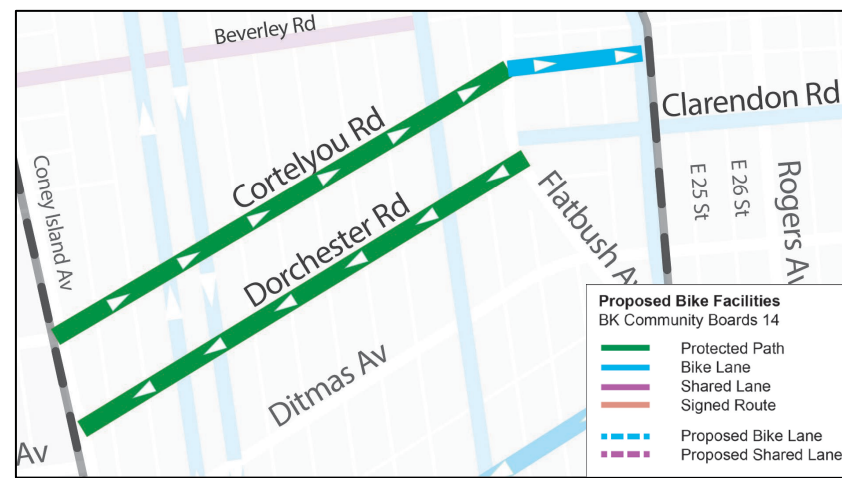 Beverley Rd
Cortelyou Rd
Clarendon Rd
Coney Island Av
Dorchester Rd
Flatbush Av
E 25 St
E 26 St
Rogers Av
Ditmas Av
Av
Proposed Bike Facilities
BK Community Boards 14
Protected Path
Bike Lane
Shared Lane
Signed Route
Proposed Bike Lane
Proposed Shared Lane